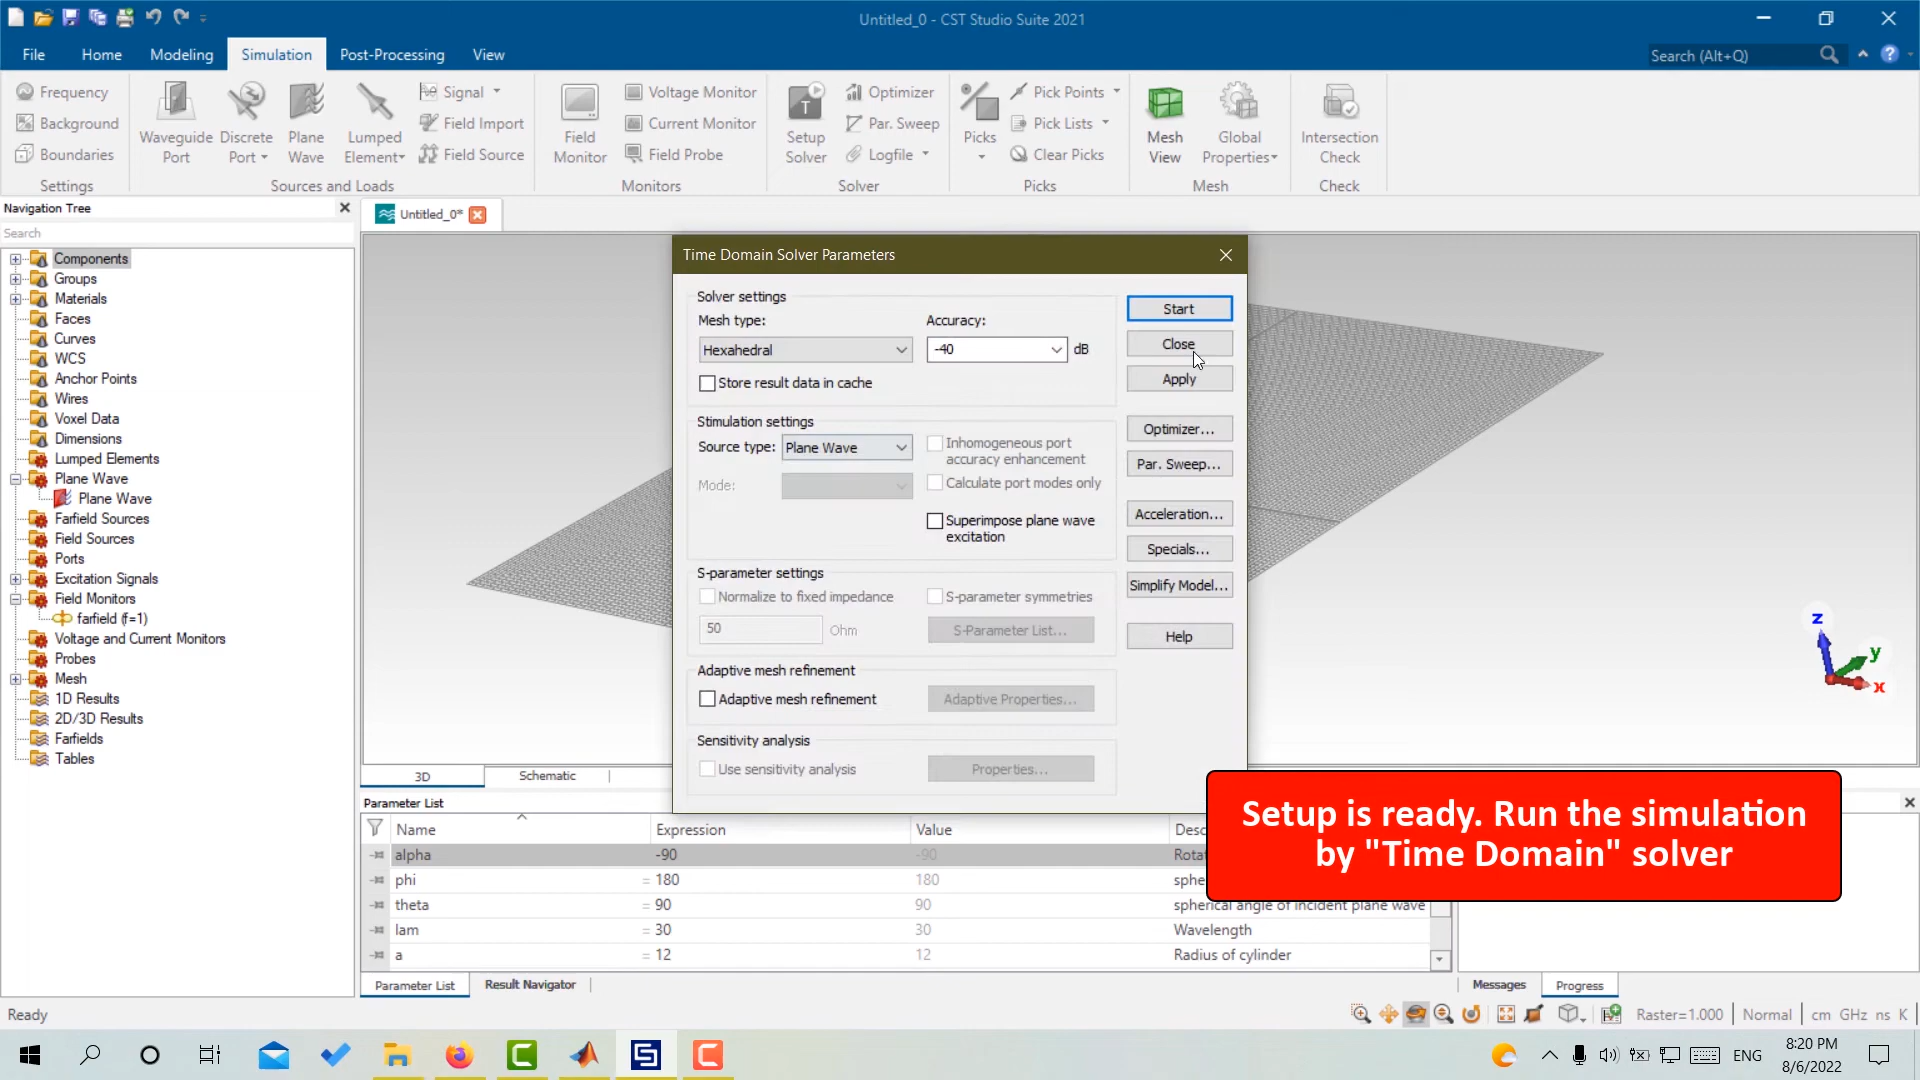 Untitled_0 - CST Studio Suite 2021
File Home Modeling Simulation Post-Processing View
Search (Alt+Q)
Frequency
Background
Boundaries
Settings
Waveguide Port
Discrete Port
Plane Wave
Lumped Element
Signal
Field Import
Field Source
Sources and Loads
Field Monitor
Voltage Monitor
Current Monitor
Field Probe
Monitors
Setup Solver
Optimizer
Par. Sweep
Logfile
Solver
Picks
Pick Points
Pick Lists
Clear Picks
Picks
Mesh View
Global Properties
Mesh
Intersection Check
Check
Navigation Tree
Search
Components
Groups
Materials
Faces
Curves
WCS
Anchor Points
Wires
Voxel Data
Dimensions
Lumped Elements
Plane Wave
Plane Wave
Farfield Sources
Field Sources
Ports
Excitation Signals
Field Monitors
farfield (f=1)
Voltage and Current Monitors
Probes
Mesh
1D Results
2D/3D Results
Farfields
Tables
Untitled_0*
Time Domain Solver Parameters
Solver settings
Mesh type: Accuracy:
Hexahedral -40 dB
Store result data in cache
Stimulation settings
Source type: Plane Wave
Mode:
Inhomogeneous port
accuracy enhancement
Calculate port modes only
Superimpose plane wave
excitation
S-parameter settings
Normalize to fixed impedance S-parameter symmetries
50 Ohm S-Parameter List...
Adaptive mesh refinement
Adaptive mesh refinement Adaptive Properties...
Sensitivity analysis
Use sensitivity analysis Properties...
Start
Close
Apply
Optimizer...
Par. Sweep...
Acceleration...
Specials...
Simplify Model...
Help
z
y
x
3D Schematic
Setup is ready. Run the simulation
by "Time Domain" solver
Parameter List
Name Expression Value Desc
alpha -90 -90 Rotat
phi = 180 180 sphe
theta = 90 90 spherical angle of incident plane wave
lam = 30 30 Wavelength
a = 12 12 Radius of cylinder
Parameter List Result Navigator
Messages Progress
Ready
Raster=1.000 Normal cm GHz ns K
ENG
8:20 PM
8/6/2022